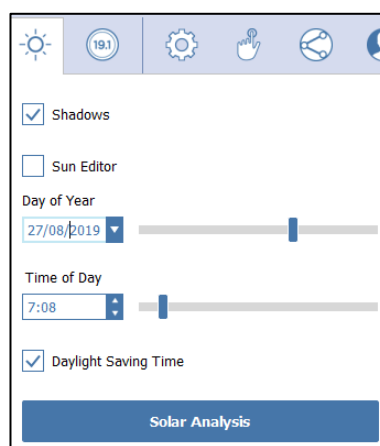 19.1
Shadows
Sun Editor
Day of Year
27/08/2019
Time of Day
7:08
Daylight Saving Time
Solar Analysis